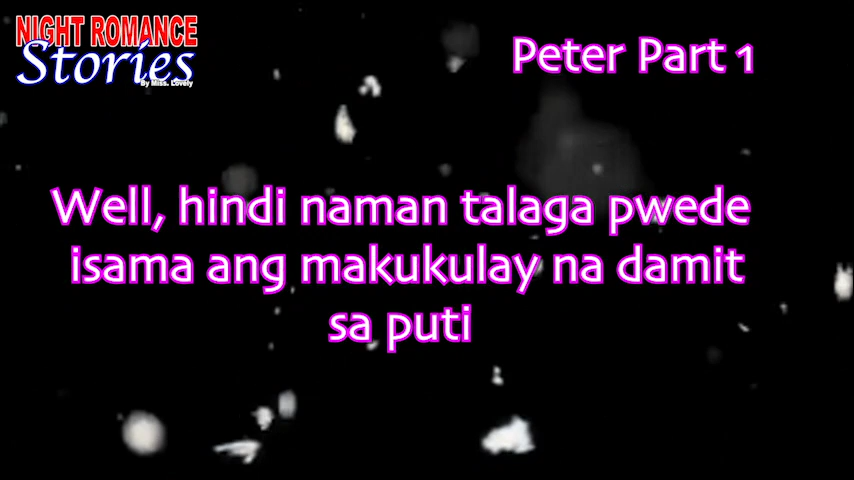 NIGHT ROMANCE
Stories
By Miss. Lovely
Peter Part 1
Well, hindi naman talaga pwede
isama ang makukulay na damit
sa puti